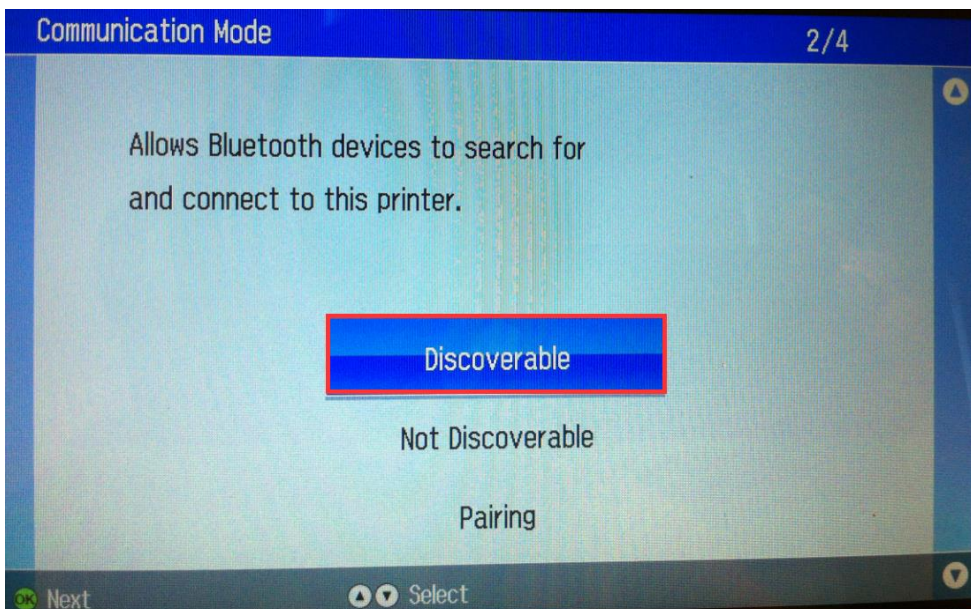 Communication Mode
2/4
Allows Bluetooth devices to search for
and connect to this printer.
Discoverable
Not Discoverable
Pairing
OK Next
Select